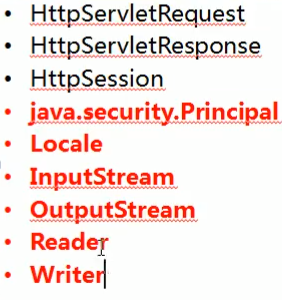 • HttpServletRequest
• HttpServletResponse
• HttpSession
• java.security.Principal
• Locale
• InputStream
• OutputStream
• Reader
• Writer